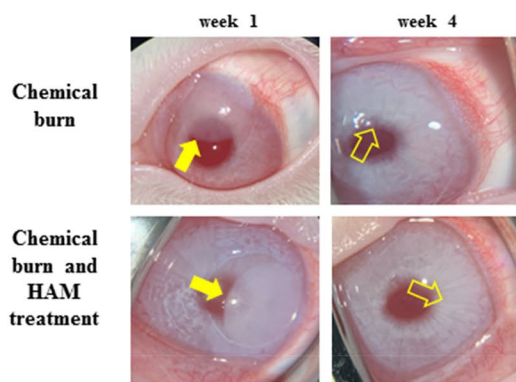 week 1
week 4
Chemical
burn
Chemical
burn and
HAM
treatment